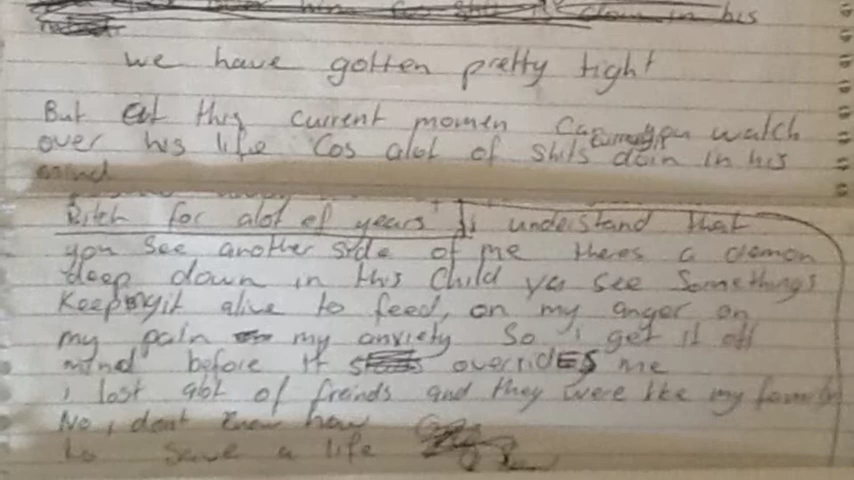 him his
we have gotten pretty tight
But at this current momen Can you watch
over his life Cos alot of shits doin in his
mind
Bitch for alot of years I understand that
you see another side of me theres a demon
deep down in this child ya see Somethings
Keeping it alive to feed, on my anger on
my pain my anxiety So i get it off
mind before it overridES me
i lost alot of freinds and they were like my family
No i dont know how
to save a life